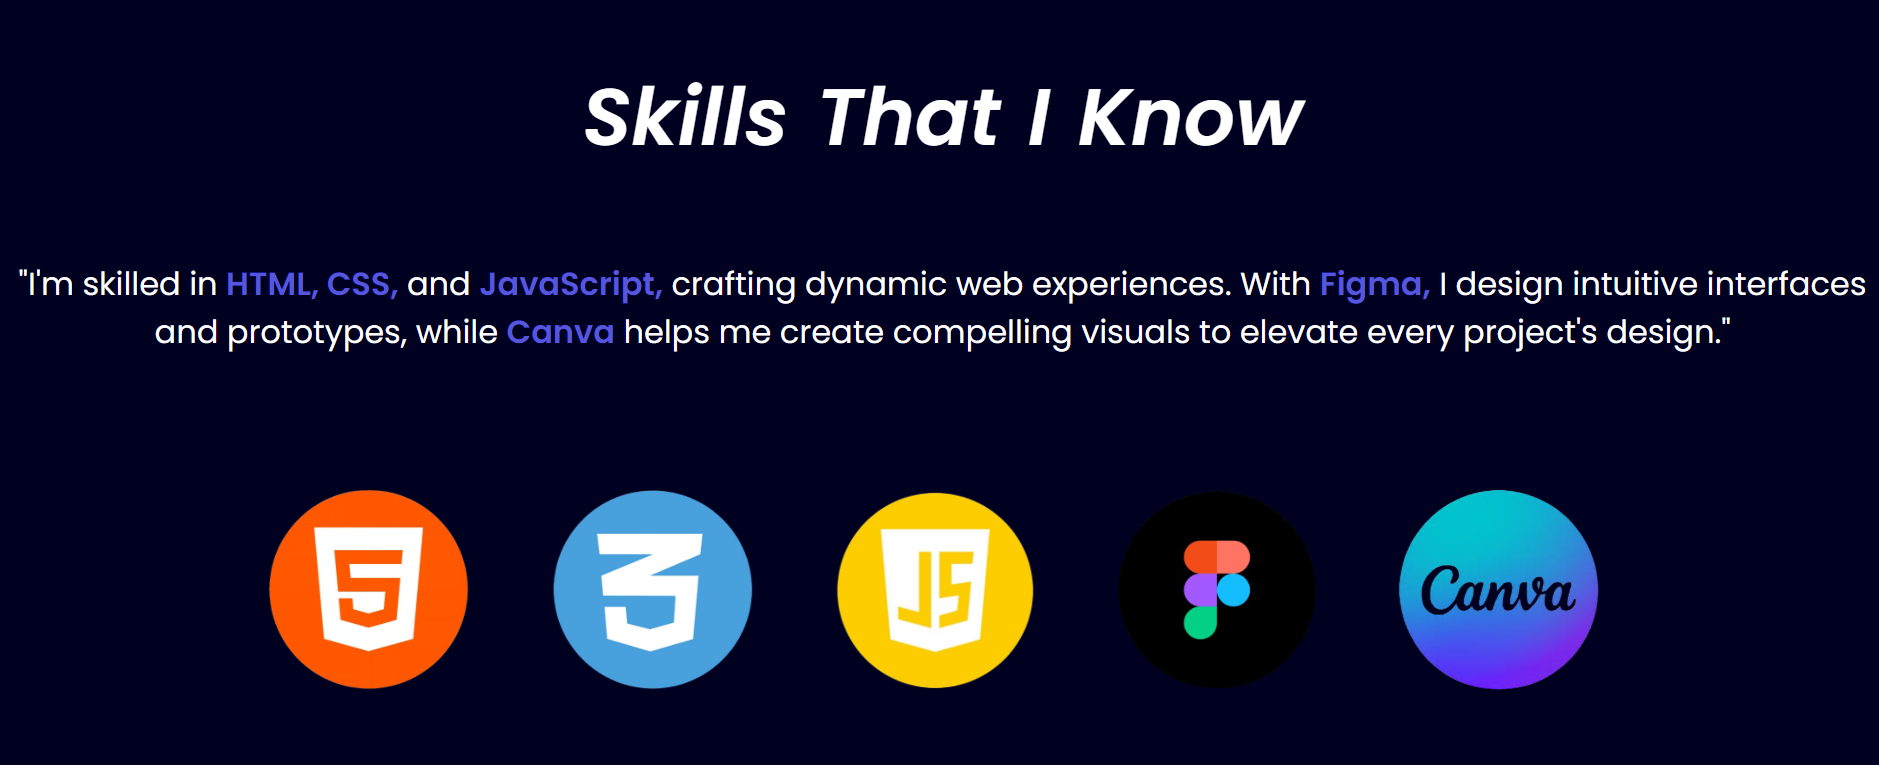 Skills That I Know
"I'm skilled in HTML, CSS, and JavaScript, crafting dynamic web experiences. With Figma, I design intuitive interfaces
and prototypes, while Canva helps me create compelling visuals to elevate every project's design."
5
3
JS
Canva